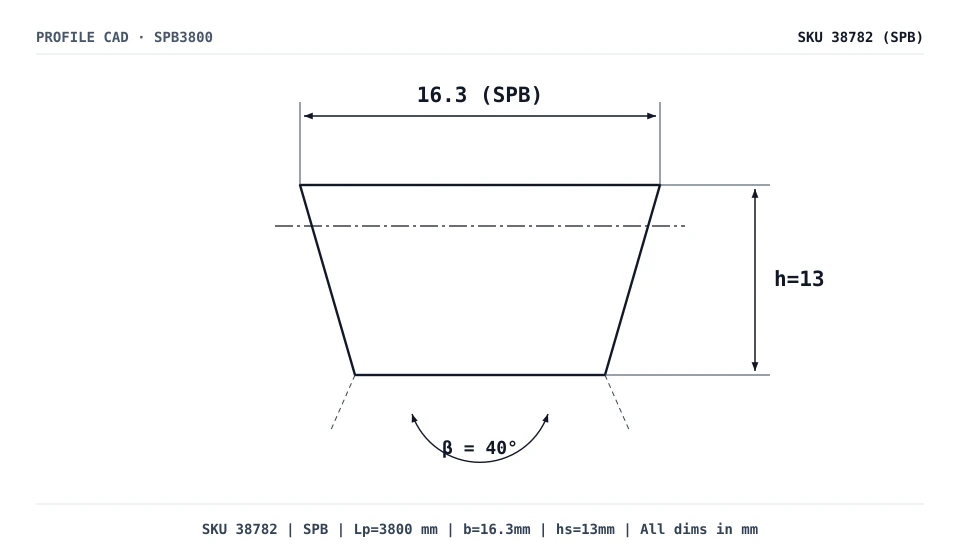 PROFILE CAD · SPB3800
SKU 38782 (SPB)
16.3 (SPB)
h=13
β = 40°
SKU 38782 | SPB | Lp=3800 mm | b=16.3mm | hs=13mm | All dims in mm